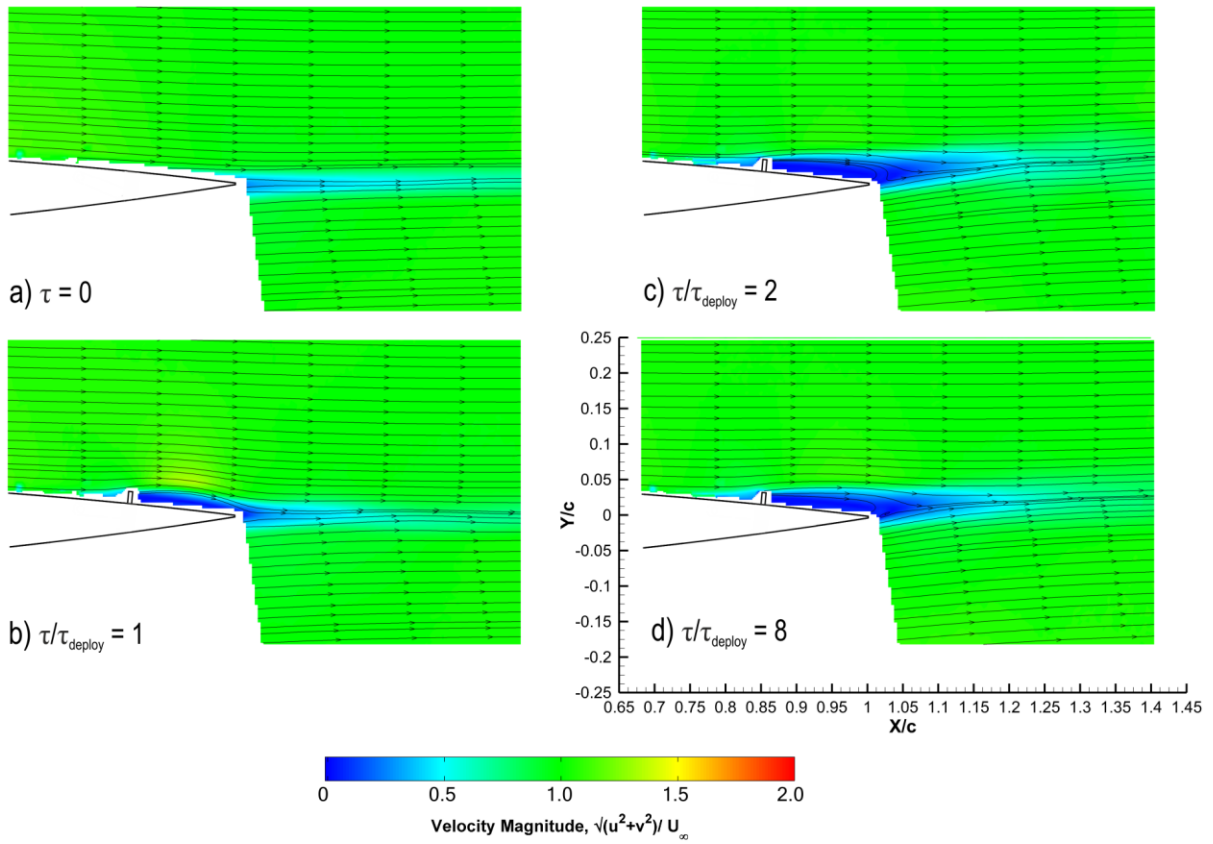 a) τ = 0
c) τ/τdeploy = 2
b) τ/τdeploy = 1
d) τ/τdeploy = 8
0.25
0.2
0.15
0.1
0.05
0
-0.05
-0.1
-0.15
-0.2
-0.25
Y/c
0.65 0.7 0.75 0.8 0.85 0.9 0.95 1 1.05 1.1 1.15 1.2 1.25 1.3 1.35 1.4 1.45
X/c
0 0.5 1.0 1.5 2.0
Velocity Magnitude, √(u²+v²)/ U∞